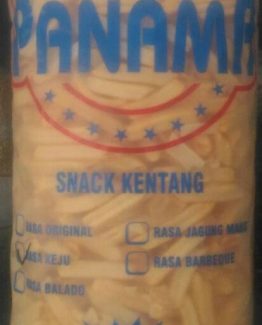 PANAMA
SNACK KENTANG
RASA ORIGINAL
RASA JAGUNG MANIS
RASA KEJU
RASA BARBEQUE
RASA BALADO